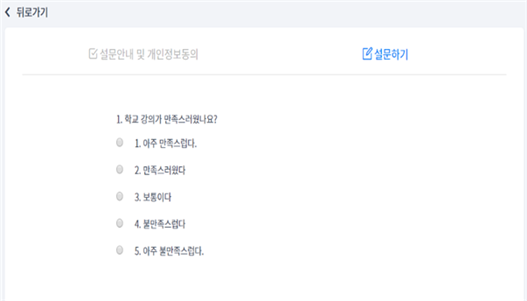 뒤로가기
설문안내 및 개인정보동의
설문하기
1. 학교 강의가 만족스러웠나요?
1. 아주 만족스럽다.
2. 만족스러웠다
3. 보통이다
4. 불만족스럽다
5. 아주 불만족스럽다.